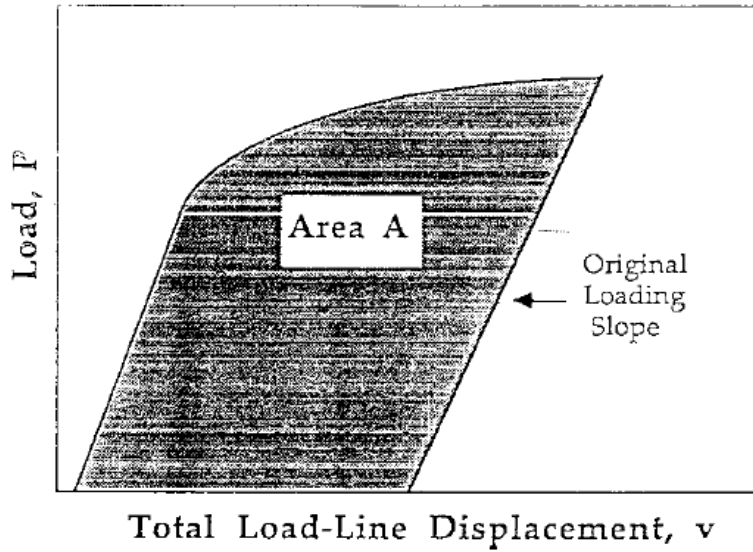 Load, P
Area A
Original
Loading
Slope
Total Load-Line Displacement, v